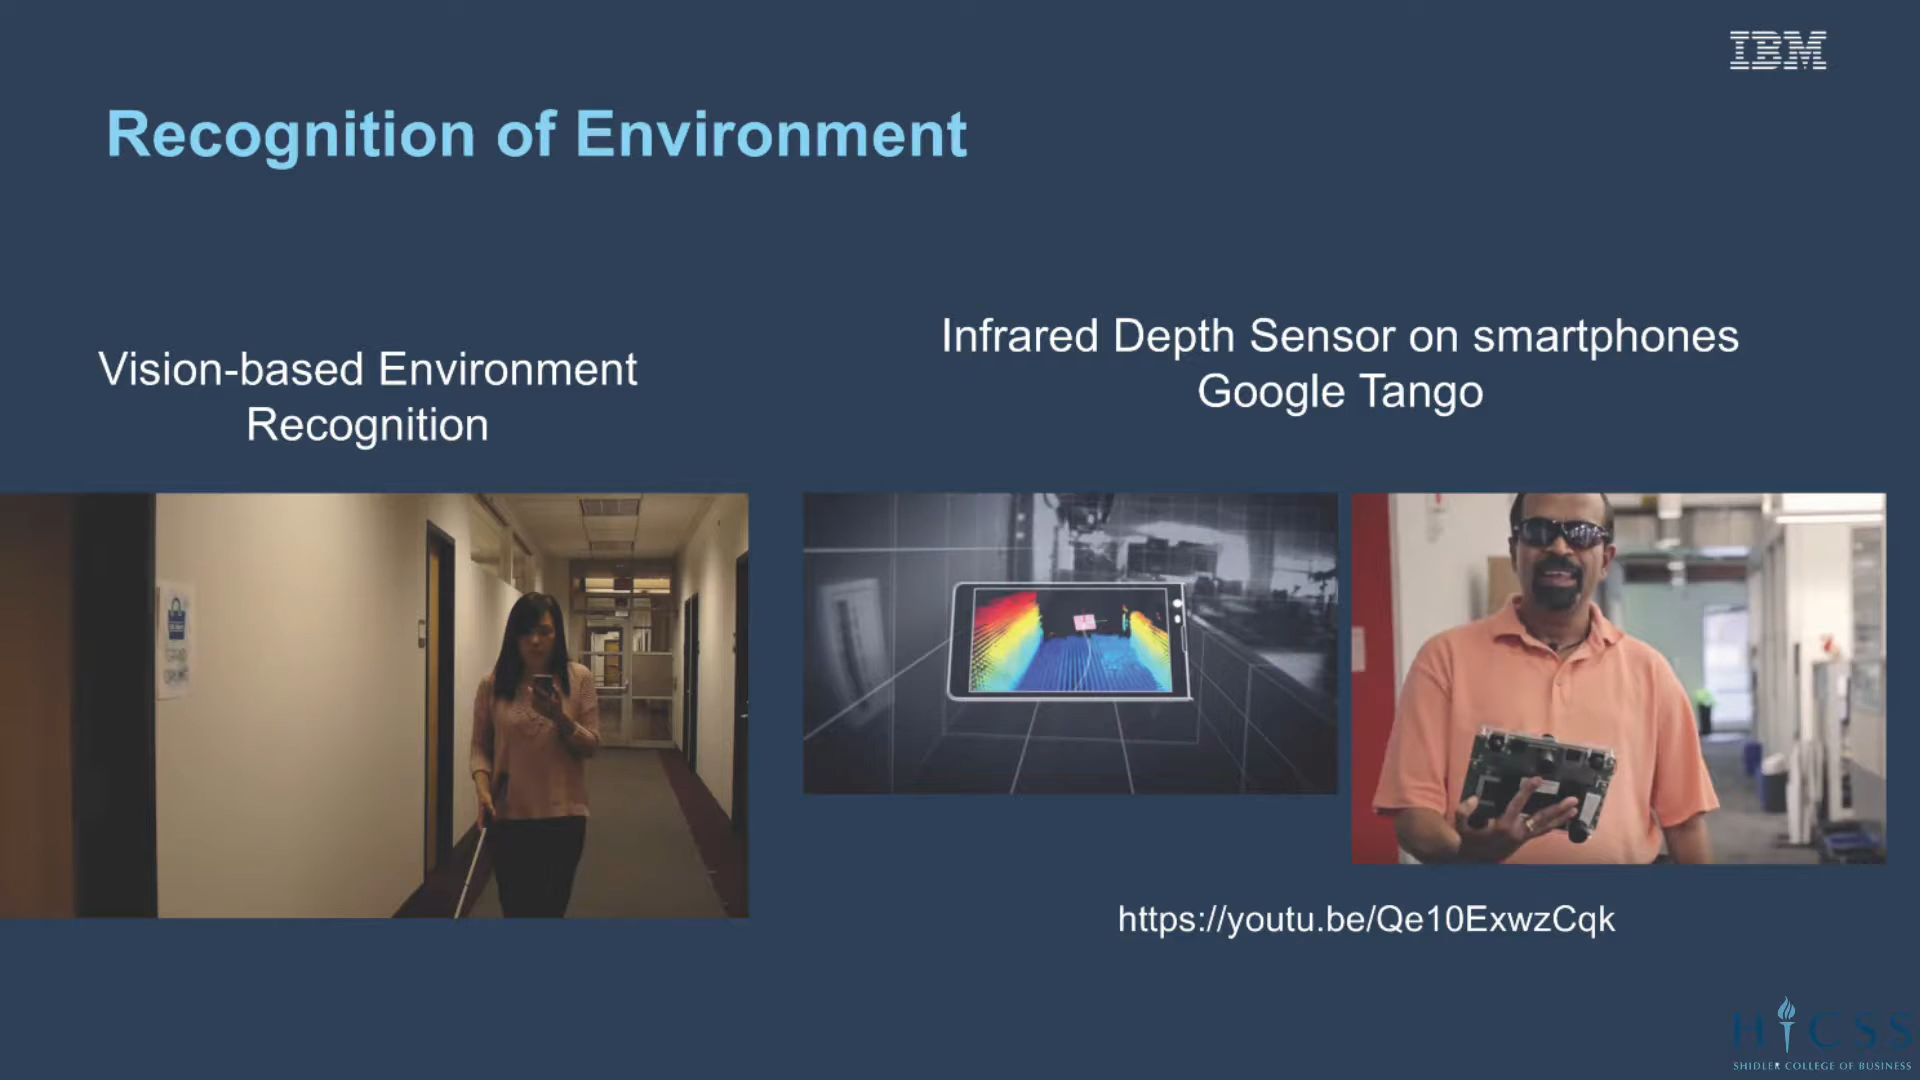 IBM
Recognition of Environment
Vision-based Environment
Recognition
Infrared Depth Sensor on smartphones
Google Tango
https://youtu.be/Qe10ExwzCqk
HICSS
SHIDLER COLLEGE OF BUSINESS